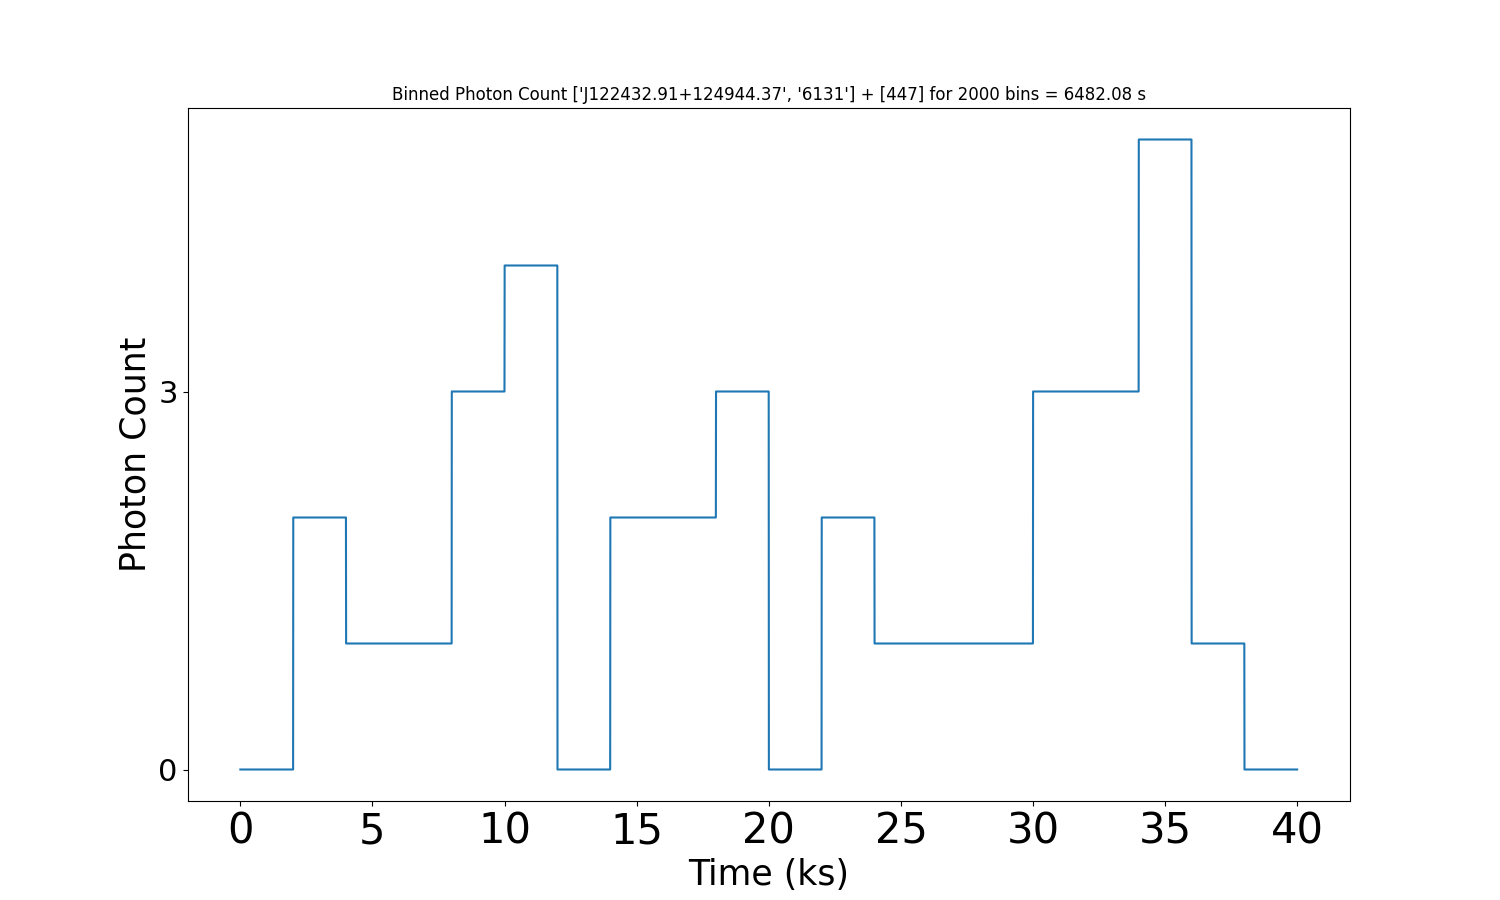 Binned Photon Count ['J122432.91+124944.37', '6131'] + [447] for 2000 bins = 6482.08 s
Photon Count
3
0
0 5 10 15 20 25 30 35 40
Time (ks)